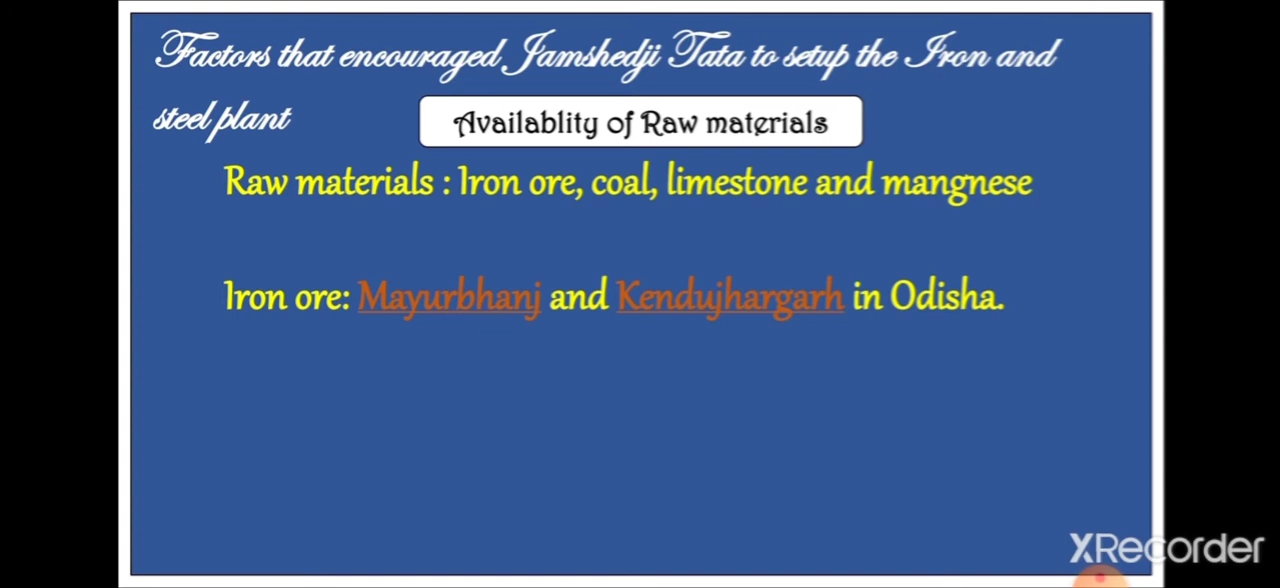 Factors that encouraged Jamshedji Tata to setup the Iron and
steel plant
Availablity of Raw materials
Raw materials : Iron ore, coal, limestone and mangnese
Iron ore: Mayurbhanj and Kendujhargarh in Odisha.
XRecorder